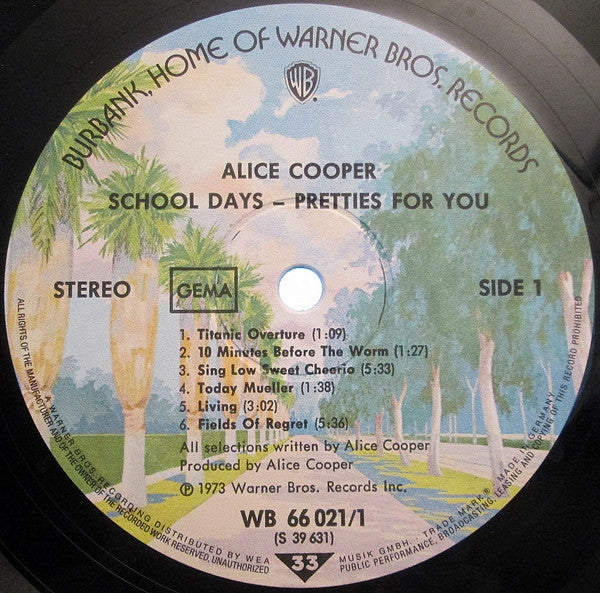 BURBANK, HOME OF WARNER BROS. RECORDS
WB
ALICE COOPER
SCHOOL DAYS – PRETTIES FOR YOU
STEREO
GEMA
SIDE 1
1. Titanic Overture (1:09)
2. 10 Minutes Before The Worm (1:27)
3. Sing Low Sweet Cheerio (5:33)
4. Today Mueller (1:38)
5. Living (3:02)
6. Fields Of Regret (5:36)
All selections written by Alice Cooper
Produced by Alice Cooper
℗ 1973 Warner Bros. Records Inc.
WB 66 021/1
(S 39 631)
33
A WARNER BROS. RECORDING DISTRIBUTED BY WEA MUSIK GMBH. TRADE MARK® MADE IN GERMANY
ALL RIGHTS OF THE MANUFACTURER AND OF THE OWNER OF THE RECORDED WORK RESERVED, UNAUTHORIZED PUBLIC PERFORMANCE, BROADCASTING, LEASING AND COPYING OF THIS RECORD PROHIBITED